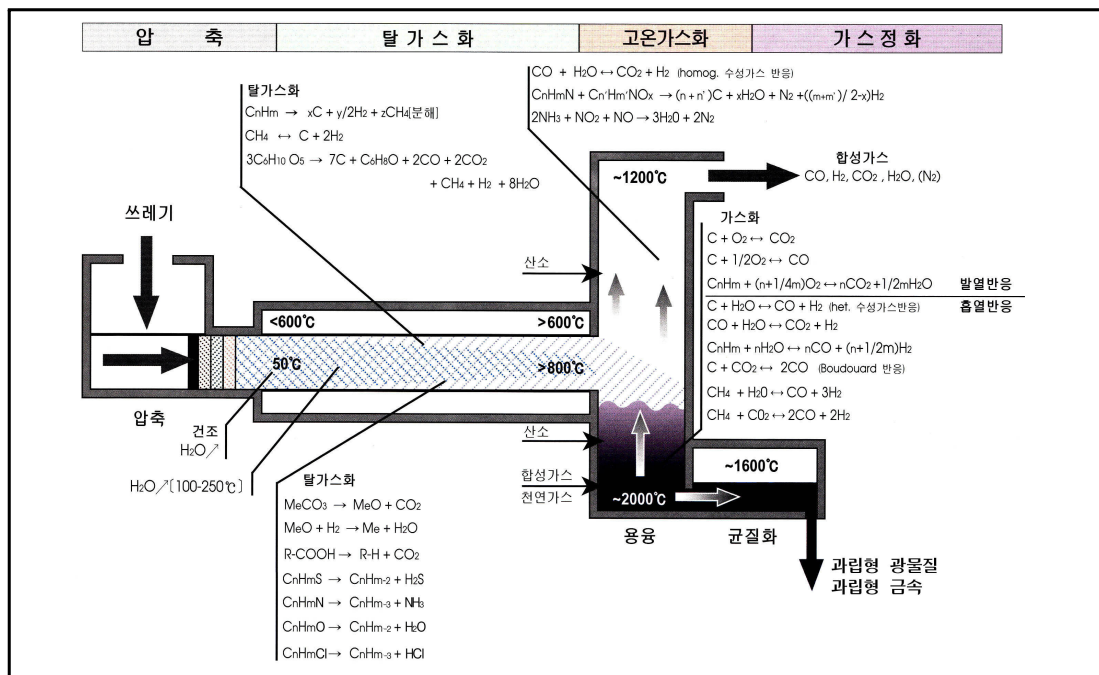 압 축
탈가스화
고온가스화
가스정화
CO + H2O ↔ CO2 + H2 (homog. 수성가스 반응)
CnHmN + Cn'Hm'NOx → (n + n')C + xH2O + N2 +((m+m')/ 2-x)H2
2NH3 + NO2 + NO → 3H20 + 2N2
탈가스화
CnHm → xC + y/2H2 + zCH4[분해]
CH4 ↔ C + 2H2
3C6H10 O5 → 7C + C6H8O + 2CO + 2CO2
+ CH4 + H2 + 8H2O
~1200℃
합성가스
CO, H2, CO2 , H2O, (N2)
쓰레기
산소
가스화
C + O2 ↔ CO2
C + 1/2O2 ↔ CO
CnHm + (n+1/4m)O2 ↔ nCO2 +1/2mH2O 발열반응
C + H2O ↔ CO + H2 (het. 수성가스반응) 흡열반응
CO + H2O ↔ CO2 + H2
CnHm + nH2O ↔ nCO + (n+1/2m)H2
C + CO2 ↔ 2CO (Boudouard 반응)
CH4 + H20 ↔ CO + 3H2
CH4 + C02 ↔ 2CO + 2H2
<600℃
>600℃
50℃
>800℃
압축
건조
H2O↗
H2O↗[100-250℃]
산소
합성가스
천연가스
~2000℃
~1600℃
용융
균질화
탈가스화
MeCO3 → MeO + CO2
MeO + H2 → Me + H2O
R-COOH → R-H + CO2
CnHmS → CnHm-2 + H2S
CnHmN → CnHm-3 + NH3
CnHmO → CnHm-2 + H2O
CnHmCl → CnHm-3 + HCl
과립형 광물질
과립형 금속